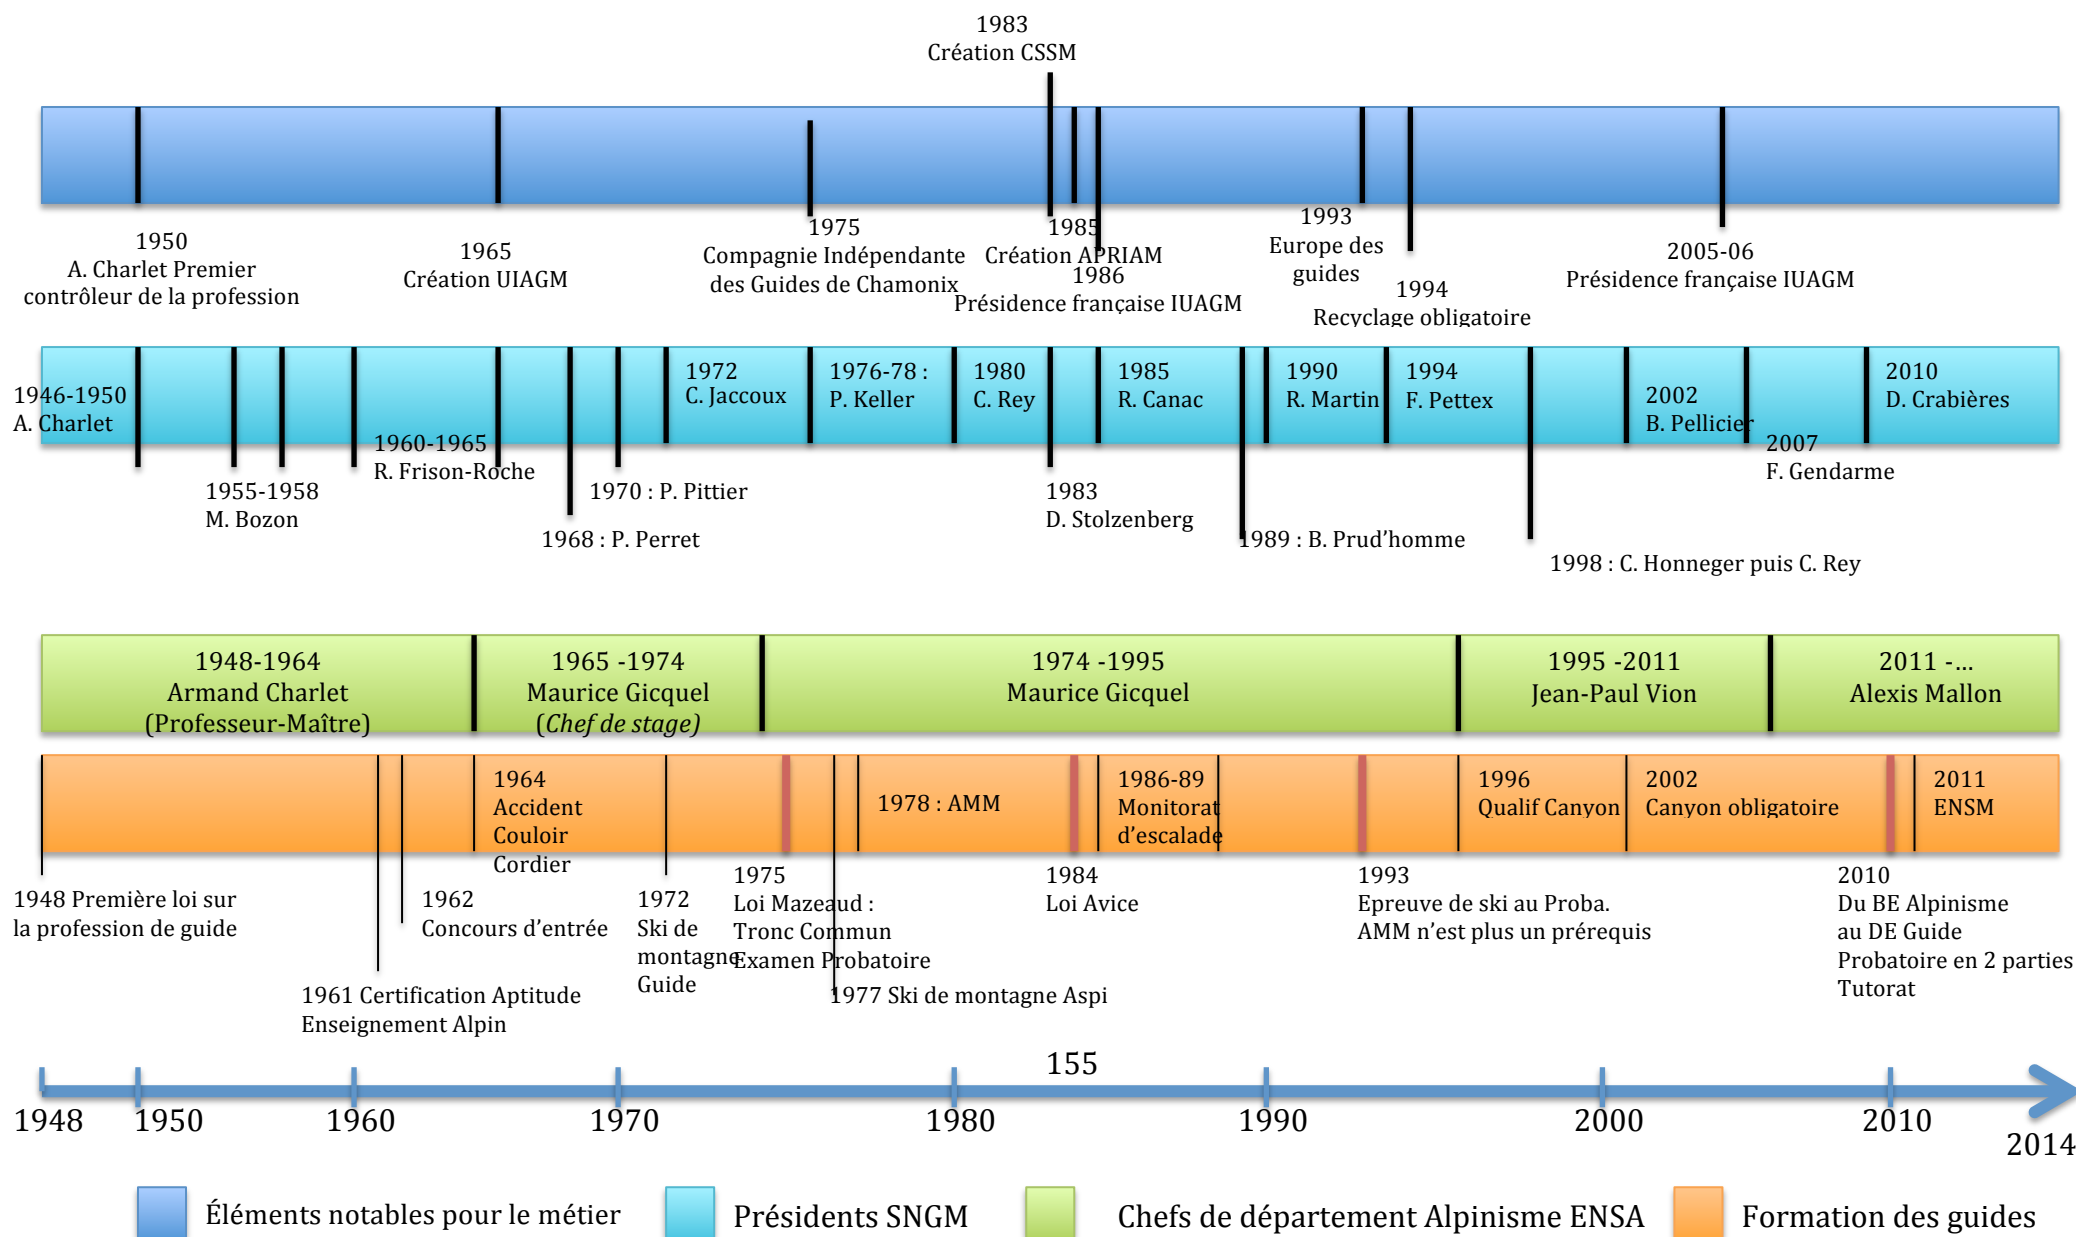 1983
Création CSSM
1950
A. Charlet Premier
contrôleur de la profession
1965
Création UIAGM
1975
Compagnie Indépendante
des Guides de Chamonix
1985
Création APRIAM
1986
Présidence française IUAGM
1993
Europe des
guides
1994
Recyclage obligatoire
2005-06
Présidence française IUAGM
1946-1950
A. Charlet
1955-1958
M. Bozon
1960-1965
R. Frison-Roche
1968 : P. Perret
1970 : P. Pittier
1972
C. Jaccoux
1976-78 :
P. Keller
1980
C. Rey
1983
D. Stolzenberg
1985
R. Canac
1989 : B. Prud’homme
1990
R. Martin
1994
F. Pettex
1998 : C. Honneger puis C. Rey
2002
B. Pellicier
2007
F. Gendarme
2010
D. Crabières
1948-1964
Armand Charlet
(Professeur-Maître)
1965 -1974
Maurice Gicquel
(Chef de stage)
1974 -1995
Maurice Gicquel
1995 -2011
Jean-Paul Vion
2011 -...
Alexis Mallon
1948 Première loi sur
la profession de guide
1961 Certification Aptitude
Enseignement Alpin
1962
Concours d’entrée
1964
Accident
Couloir
Cordier
1972
Ski de
montagne
Guide
1975
Loi Mazeaud :
Tronc Commun
Examen Probatoire
1977 Ski de montagne Aspi
1978 : AMM
1984
Loi Avice
1986-89
Monitorat
d’escalade
1993
Epreuve de ski au Proba.
AMM n’est plus un prérequis
1996
Qualif Canyon
2002
Canyon obligatoire
2010
Du BE Alpinisme
au DE Guide
Probatoire en 2 parties
Tutorat
2011
ENSM
155
1948
1950
1960
1970
1980
1990
2000
2010
2014
Éléments notables pour le métier
Présidents SNGM
Chefs de département Alpinisme ENSA
Formation des guides